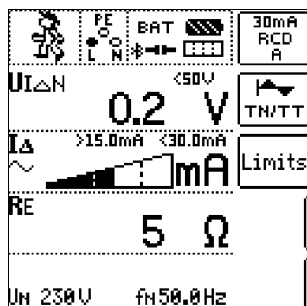 PE
BAT
L N
30mA
RCD
A
UI△N
<50V
0.2 V
TN/TT
I△
>15.0mA <30.0mA
mA
Limits
RE
5 Ω
UN 230V
fN 50.0Hz